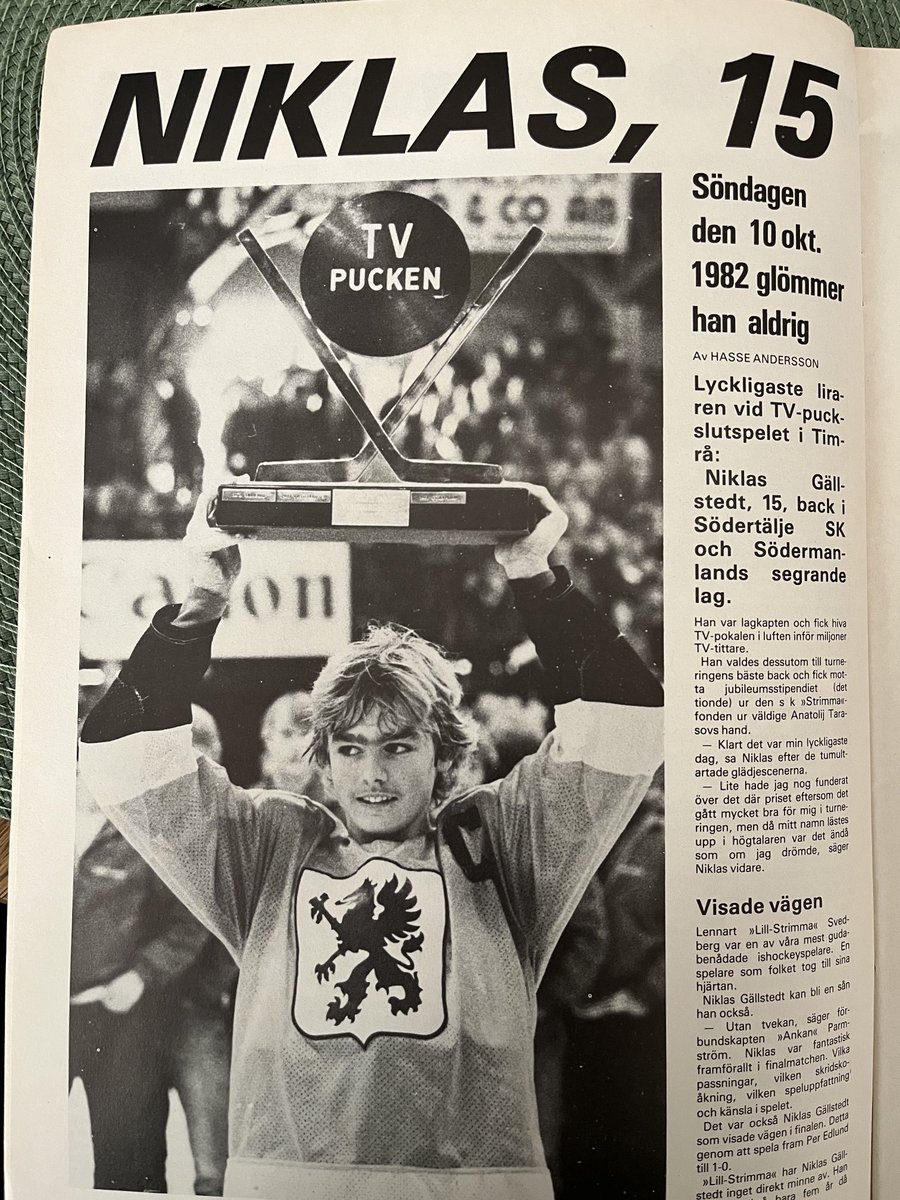 NIKLAS, 15
TV
PUCKEN
& CO AB
on
Söndagen
den 10 okt.
1982 glömmer
han aldrig
Av HASSE ANDERSSON
Lyckligaste lira-
ren vid TV-puck-
slutspelet i Tim-
rå:
Niklas Gäll-
stedt, 15, back i
Södertälje SK
och Söderman-
lands segrande
lag.
Han var lagkapten och fick hiva
TV-pokalen i luften inför miljoner
TV-tittare.
Han valdes dessutom till turne-
ringens bäste back och fick mot-
ta jubileumsstipendiet (det
tionde) ur den s k »Strimma«-
fonden ur väldige Anatolij Tara-
sovs hand.
— Klart det var min lyckligaste
dag, sa Niklas efter de tumult-
artade glädjescenerna.
— Lite hade jag nog funderat
över det där priset eftersom det
gått mycket bra för mig i turne-
ringen, men då mitt namn lästes
upp i högtalaren var det ändå
som om jag drömde, säger
Niklas vidare.
Visade vägen
Lennart »Lill-Strimma« Sved-
berg var en av våra mest guda-
benådade ishockeyspelare. En
spelare som folket tog till sina
hjärtan.
Niklas Gällstedt kan bli en sån
han också.
— Utan tvekan, säger för-
bundskapten »Ankan« Parm-
ström. Niklas var fantastisk
framförallt i finalmatchen. Vilka
passningar, vilken skridsko-
åkning, vilken speluppfattning
och känsla i spelet.
Det var också Niklas Gällstedt
som visade vägen i finalen. Detta
genom att spela fram Per Edlund
till 1-0.
»Lill-Strimma« har Niklas Gäll-
stedt inget direkt minne av. Han
bara fem år då